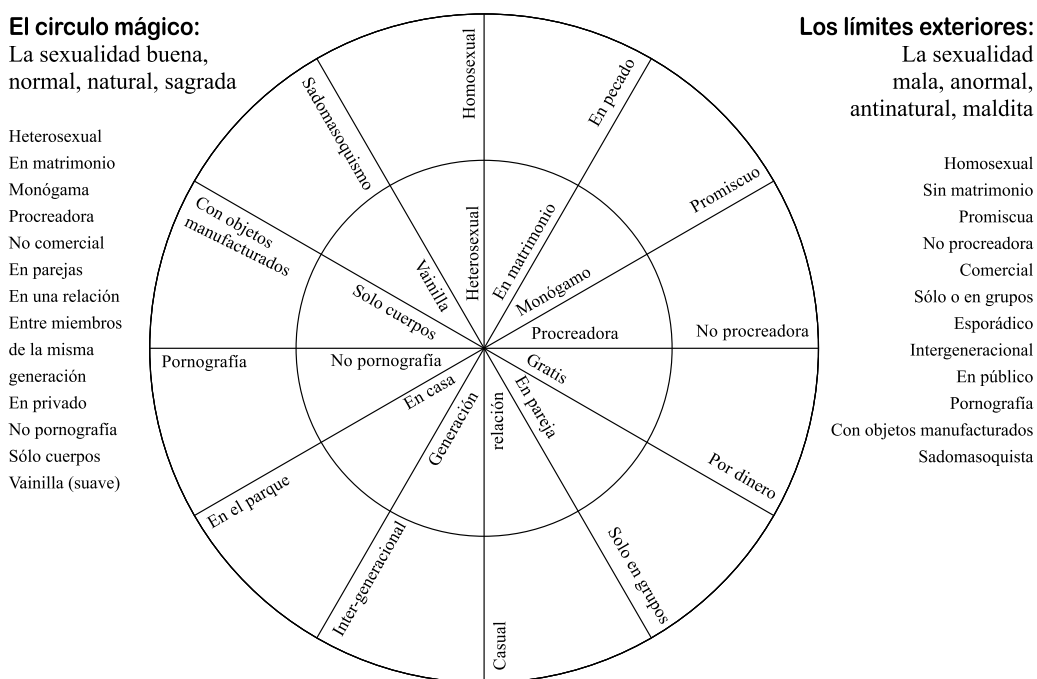 El circulo mágico:
La sexualidad buena,
normal, natural, sagrada
Heterosexual
En matrimonio
Monógama
Procreadora
No comercial
En parejas
En una relación
Entre miembros
de la misma
generación
En privado
No pornografía
Sólo cuerpos
Vainilla (suave)
Homosexual
En pecado
Promiscuo
No procreadora
Por dinero
Solo en grupos
Casual
Inter-generacional
En el parque
Pornografía
Con objetos
manufacturados
Sadomasoquismo
Heterosexual
En matrimonio
Monógamo
Procreadora
Gratis
En pareja
relación
Generación
En casa
No pornografía
Solo cuerpos
Vainilla
Los límites exteriores:
La sexualidad
mala, anormal,
antinatural, maldita
Homosexual
Sin matrimonio
Promiscua
No procreadora
Comercial
Sólo o en grupos
Esporádico
Intergeneracional
En público
Pornografía
Con objetos manufacturados
Sadomasoquista